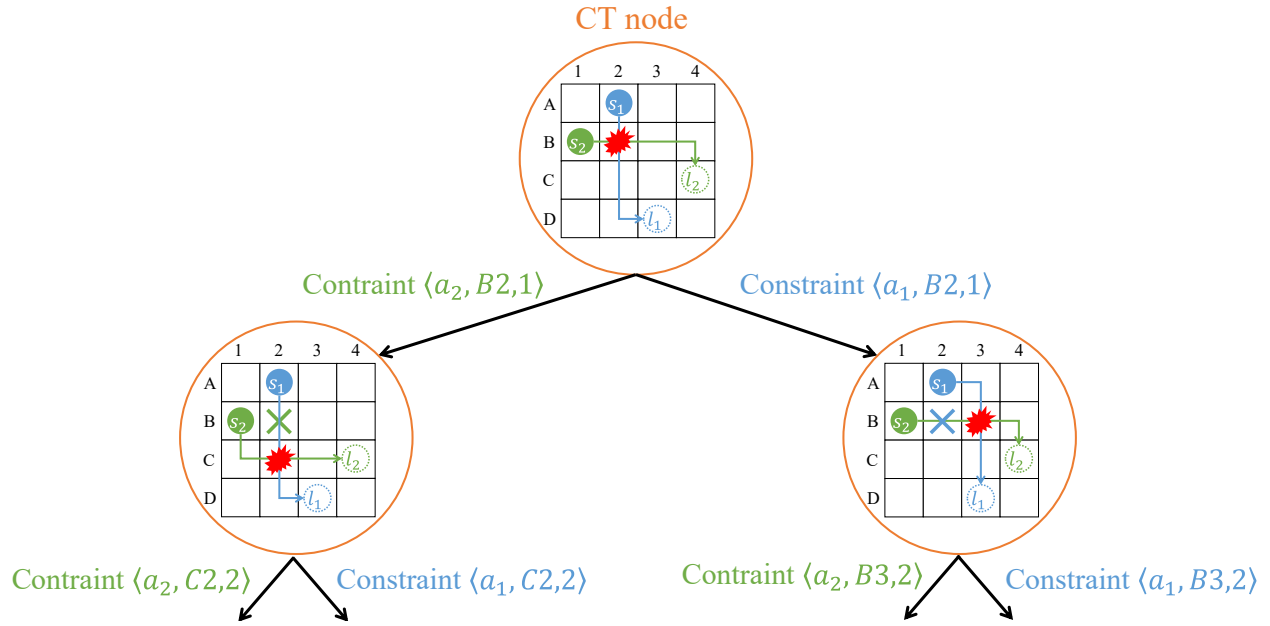 CT node
1 2 3 4
A s₁
B s₂
C l₂
D l₁
Contraint ⟨a₂, B2,1⟩
Constraint ⟨a₁, B2,1⟩
1 2 3 4
A s₁
B s₂
C l₂
D l₁
1 2 3 4
A s₁
B s₂
C l₂
D l₁
Contraint ⟨a₂, C2,2⟩
Constraint ⟨a₁, C2,2⟩
Contraint ⟨a₂, B3,2⟩
Constraint ⟨a₁, B3,2⟩